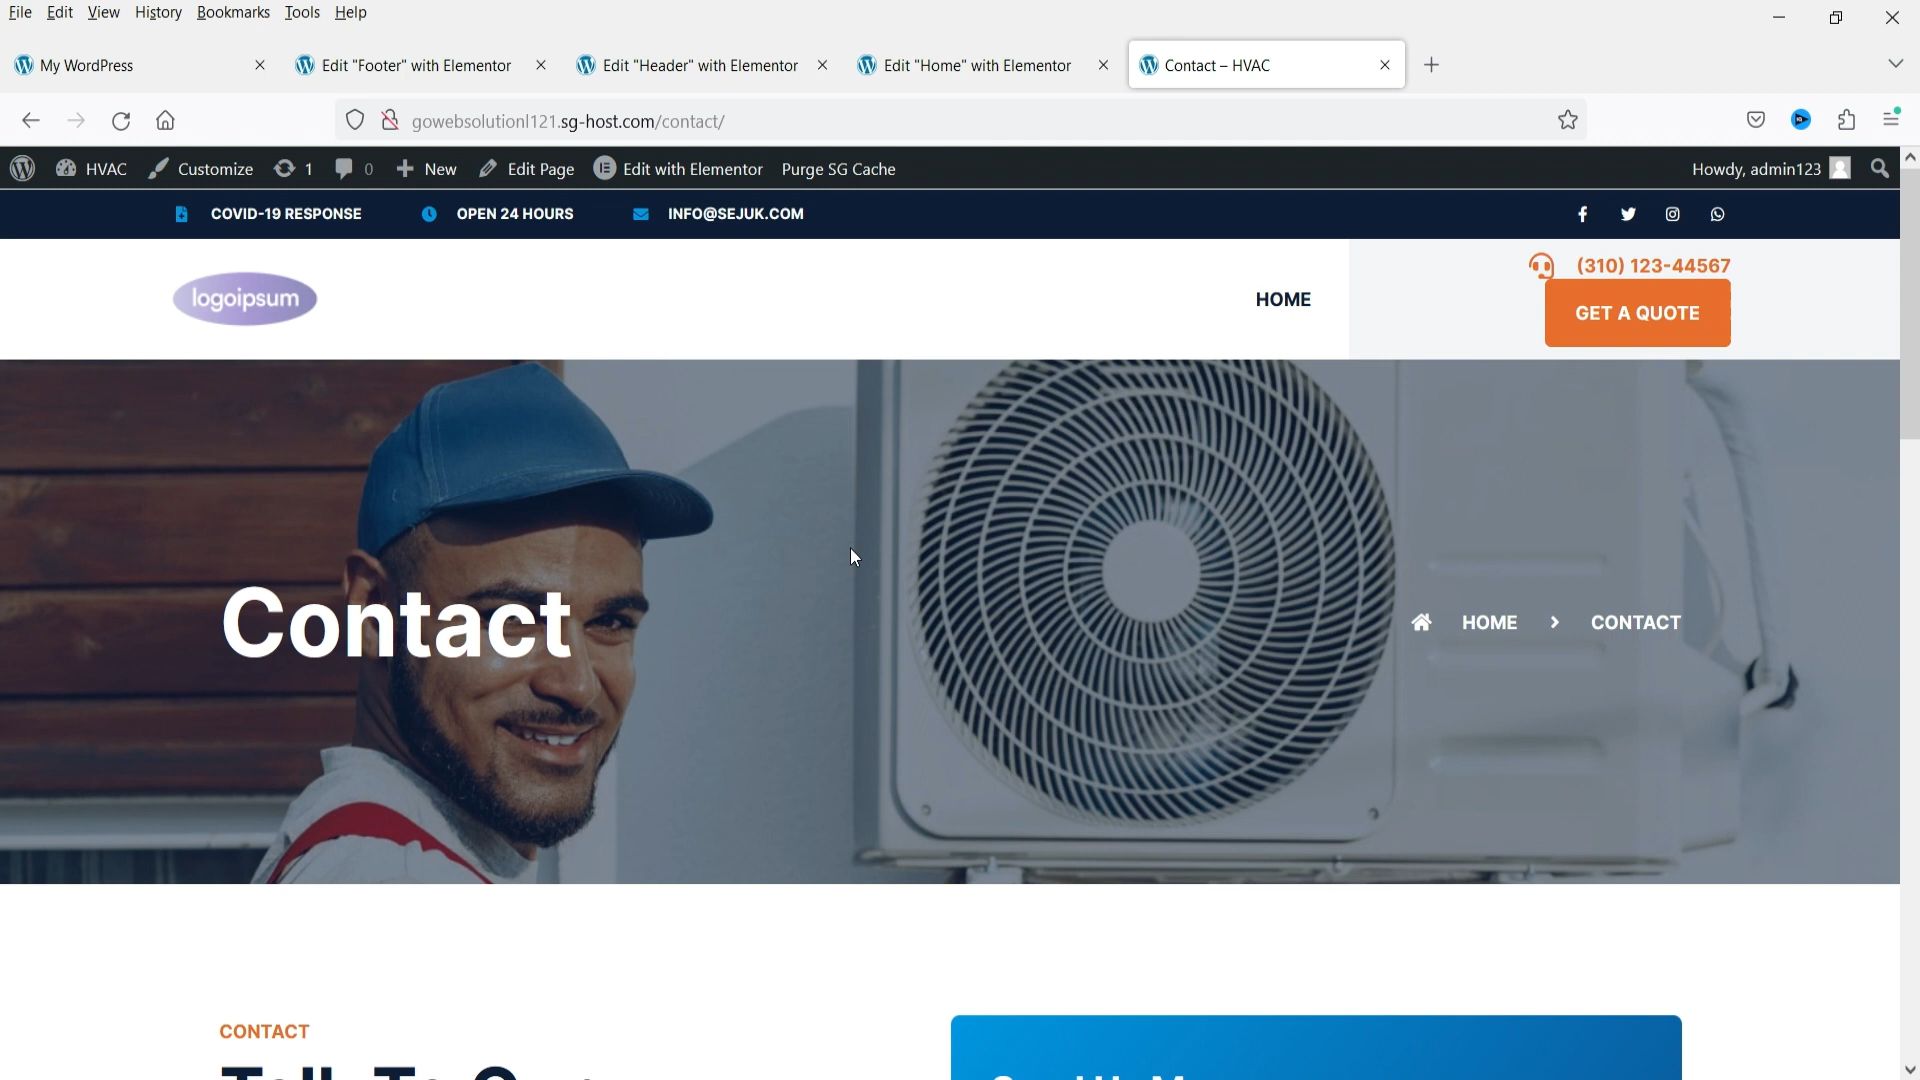 File Edit View History Bookmarks Tools Help
My WordPress
Edit "Footer" with Elementor
Edit "Header" with Elementor
Edit "Home" with Elementor
Contact – HVAC
gowebsolutionl121.sg-host.com/contact/
HVAC Customize 1 0 New Edit Page Edit with Elementor Purge SG Cache Howdy, admin123
COVID-19 RESPONSE OPEN 24 HOURS INFO@SEJUK.COM
logoipsum
HOME
(310) 123-44567
GET A QUOTE
Contact
HOME > CONTACT
CONTACT